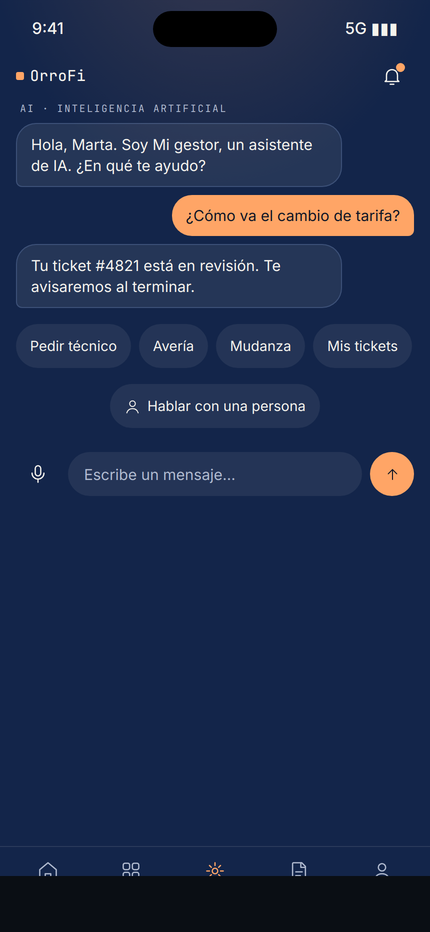 9:41
5G
OrroFi
AI · INTELIGENCIA ARTIFICIAL
Hola, Marta. Soy Mi gestor, un asistente
de IA. ¿En qué te ayudo?
¿Cómo va el cambio de tarifa?
Tu ticket #4821 está en revisión. Te
avisaremos al terminar.
Pedir técnico
Avería
Mudanza
Mis tickets
Hablar con una persona
Escribe un mensaje...